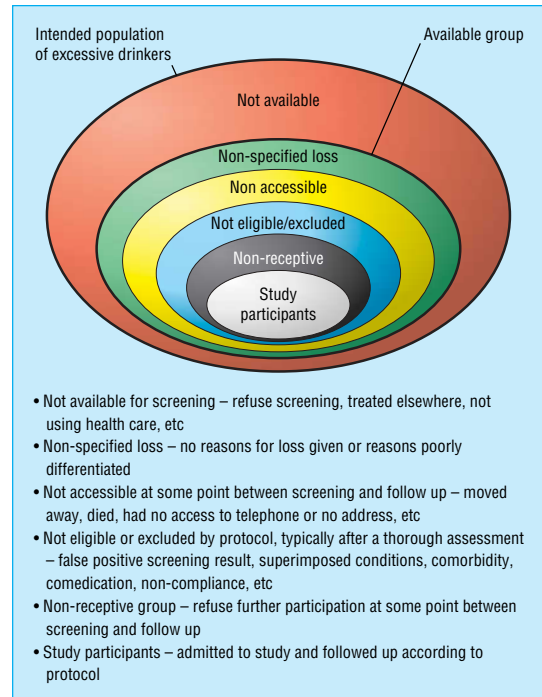 Intended population
of excessive drinkers
Available group
Not available
Non-specified loss
Non accessible
Not eligible/excluded
Non-receptive
Study
participants
• Not available for screening – refuse screening, treated elsewhere, not
using health care, etc
• Non-specified loss – no reasons for loss given or reasons poorly
differentiated
• Not accessible at some point between screening and follow up – moved
away, died, had no access to telephone or no address, etc
• Not eligible or excluded by protocol, typically after a thorough assessment
– false positive screening result, superimposed conditions, comorbidity,
comedication, non-compliance, etc
• Non-receptive group – refuse further participation at some point between
screening and follow up
• Study participants – admitted to study and followed up according to
protocol